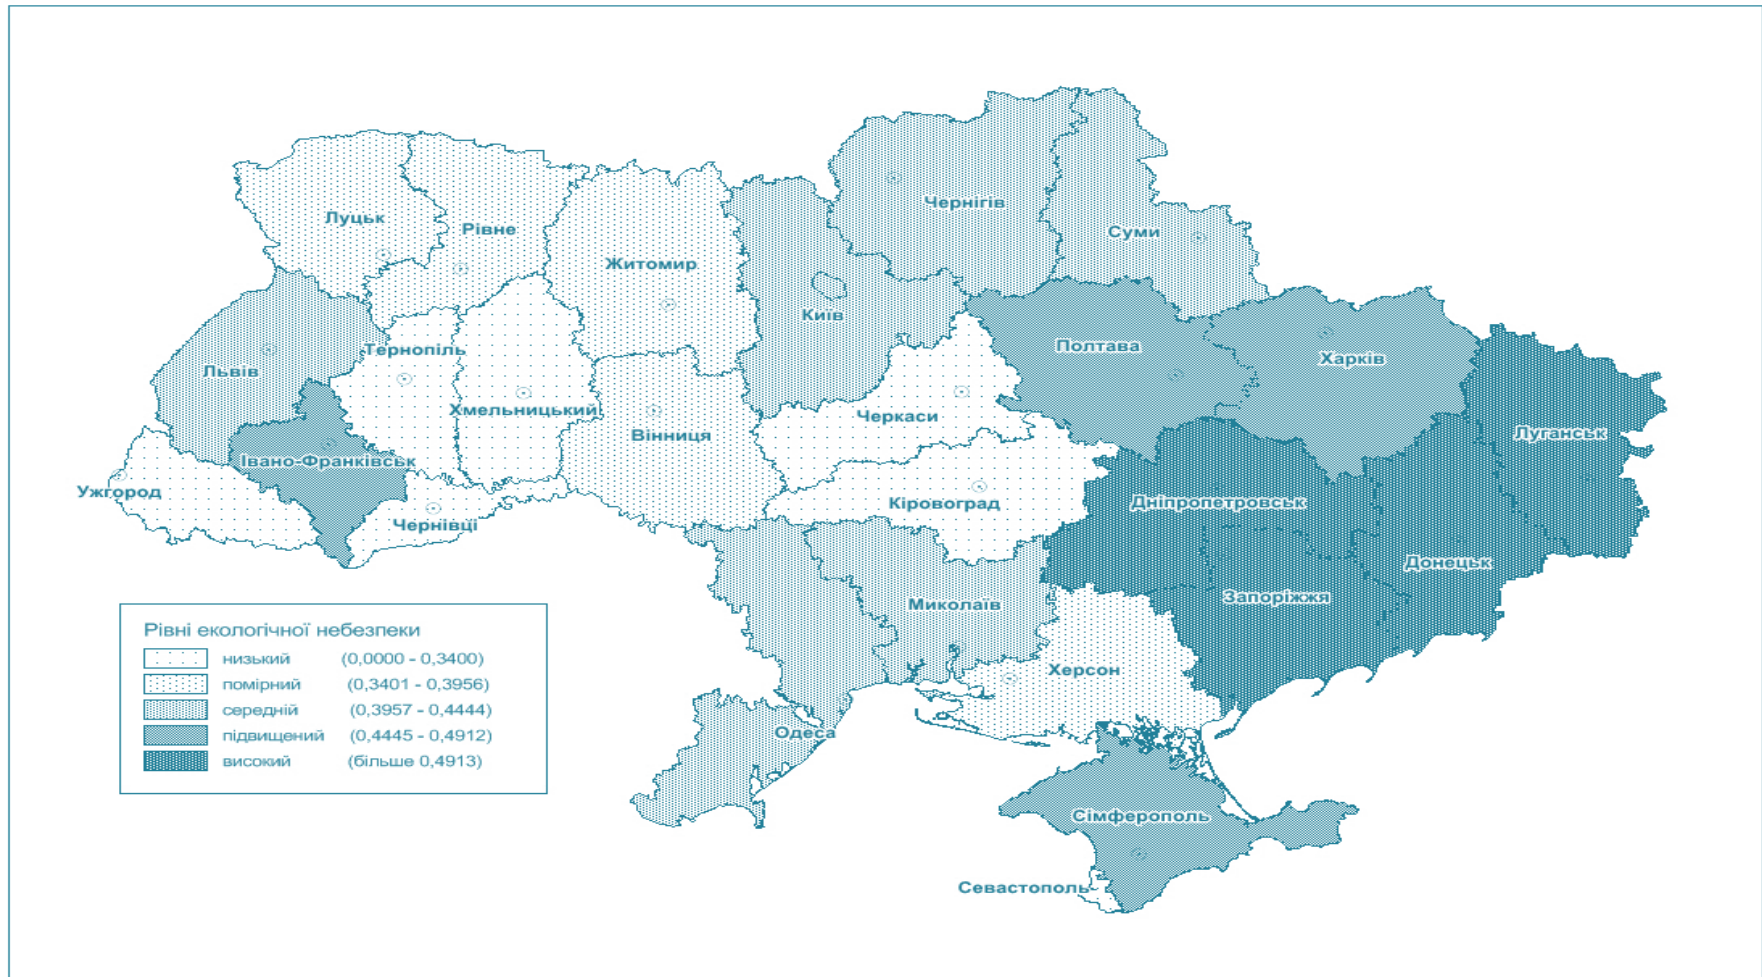 Чернігів
Луцьк
Рівне
Суми
Житомир
Київ
Тернопіль
Полтава
Харків
Львів
Хмельницький
Черкаси
Вінниця
Луганськ
Івано-Франківськ
Ужгород
Кіровоград
Дніпропетровськ
Чернівці
Донецьк
Запоріжжя
Миколаїв
Херсон
Одеса
Сімферополь
Севастополь
Рівні екологічної небезпеки
низький (0,0000 - 0,3400)
помірний (0,3401 - 0,3956)
середній (0,3957 - 0,4444)
підвищений (0,4445 - 0,4912)
високий (більше 0,4913)